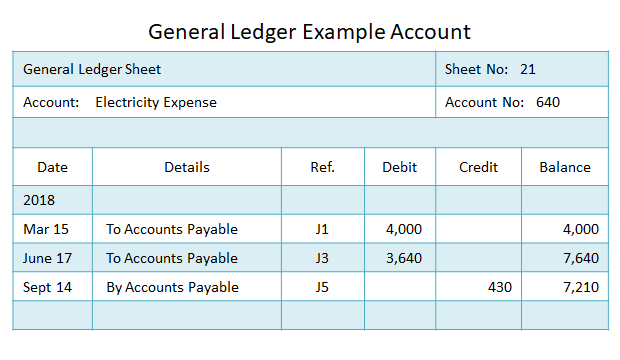 General Ledger Example Account
General Ledger Sheet Sheet No: 21
Account: Electricity Expense Account No: 640
Date Details Ref. Debit Credit Balance
2018
Mar 15 To Accounts Payable J1 4,000 4,000
June 17 To Accounts Payable J3 3,640 7,640
Sept 14 By Accounts Payable J5 430 7,210